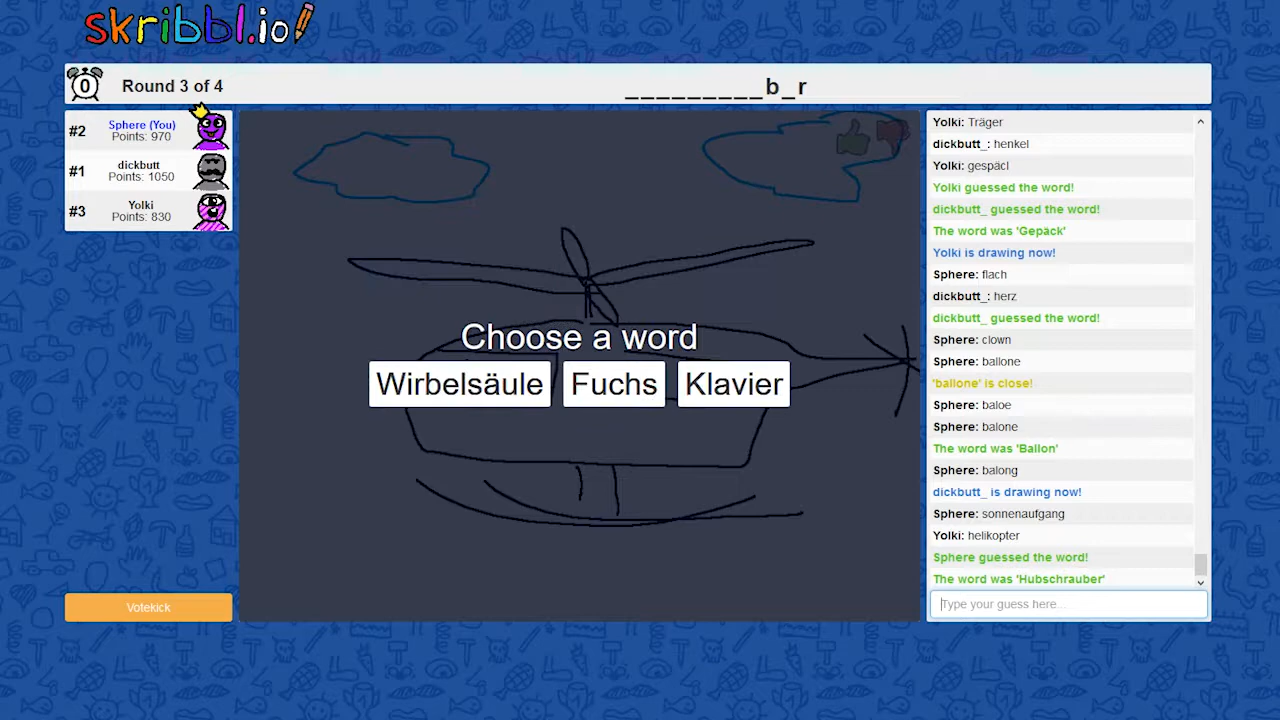 skribbl.io
0
Round 3 of 4
_________b_r
#2
Sphere (You)
Points: 970
#1
dickbutt
Points: 1050
#3
Yolki
Points: 830
Choose a word
Wirbelsäule
Fuchs
Klavier
Yolki: Träger
dickbutt_: henkel
Yolki: gespäcl
Yolki guessed the word!
dickbutt_ guessed the word!
The word was 'Gepäck'
Yolki is drawing now!
Sphere: flach
dickbutt_: herz
dickbutt_ guessed the word!
Sphere: clown
Sphere: ballone
'ballone' is close!
Sphere: baloe
Sphere: balone
The word was 'Ballon'
Sphere: balong
dickbutt_ is drawing now!
Sphere: sonnenaufgang
Yolki: helikopter
Sphere guessed the word!
The word was 'Hubschrauber'
Type your guess here...
Votekick